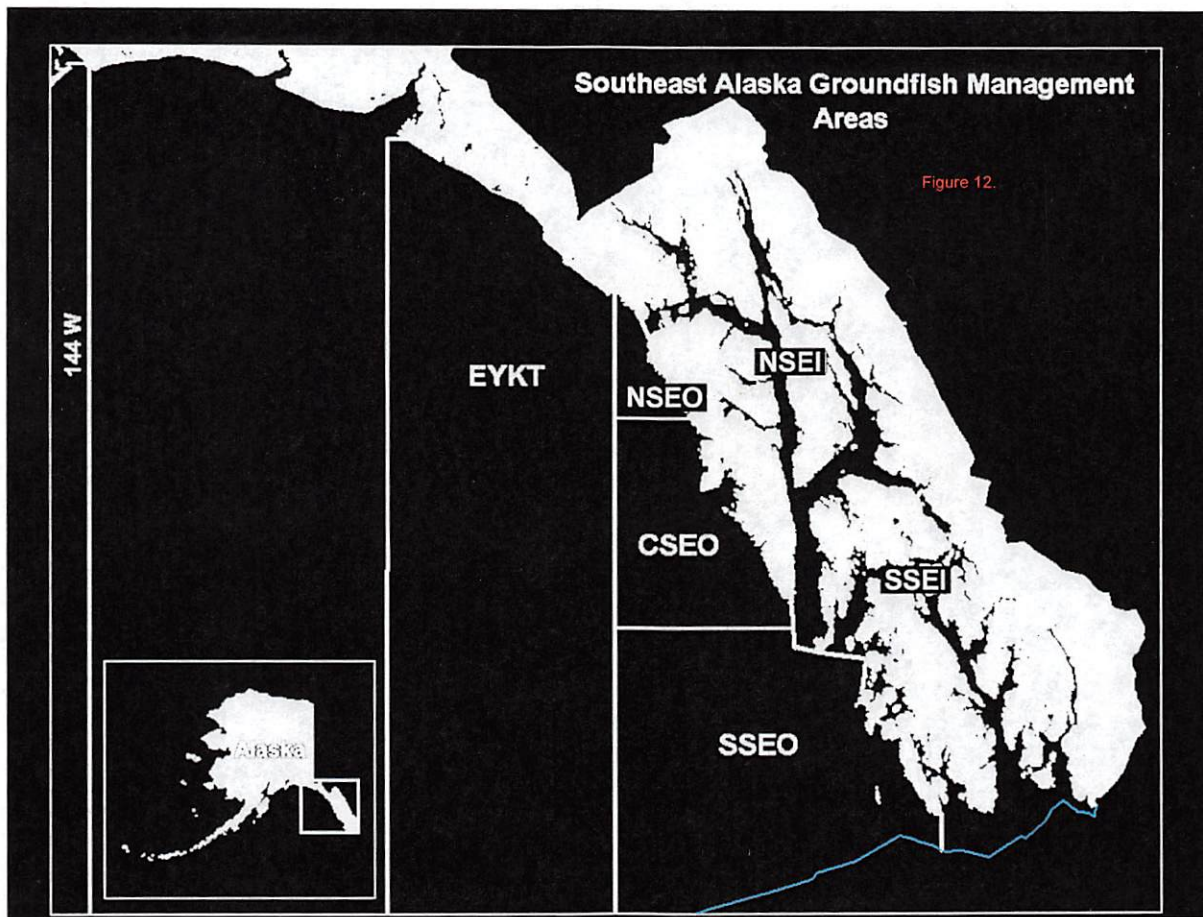 Southeast Alaska Groundfish Management
Areas
Figure 12.
144 W
EYKT
NSEI
NSEO
CSEO
SSEI
SSEO
Alaska